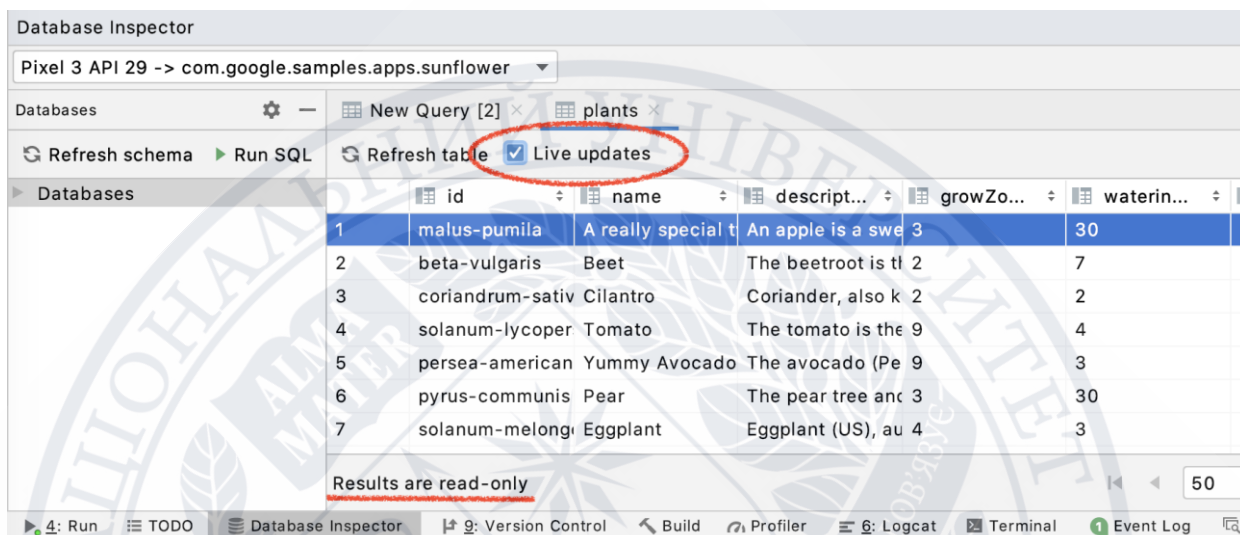 Database Inspector
Pixel 3 API 29 -> com.google.samples.apps.sunflower
Databases New Query [2] plants
Refresh schema Run SQL Refresh table Live updates
Databases
id name descript... growZo... waterin...
1 malus-pumila A really special t An apple is a swe 3 30
2 beta-vulgaris Beet The beetroot is th 2 7
3 coriandrum-sativ Cilantro Coriander, also k 2 2
4 solanum-lycoper Tomato The tomato is the 9 4
5 persea-american Yummy Avocado The avocado (Pe 9 3
6 pyrus-communis Pear The pear tree and 3 30
7 solanum-melong Eggplant Eggplant (US), au 4 3
Results are read-only 50
4: Run TODO Database Inspector 9: Version Control Build Profiler 6: Logcat Terminal 1 Event Log
ALMA
MATER
УНІВЕРСИТЕТ